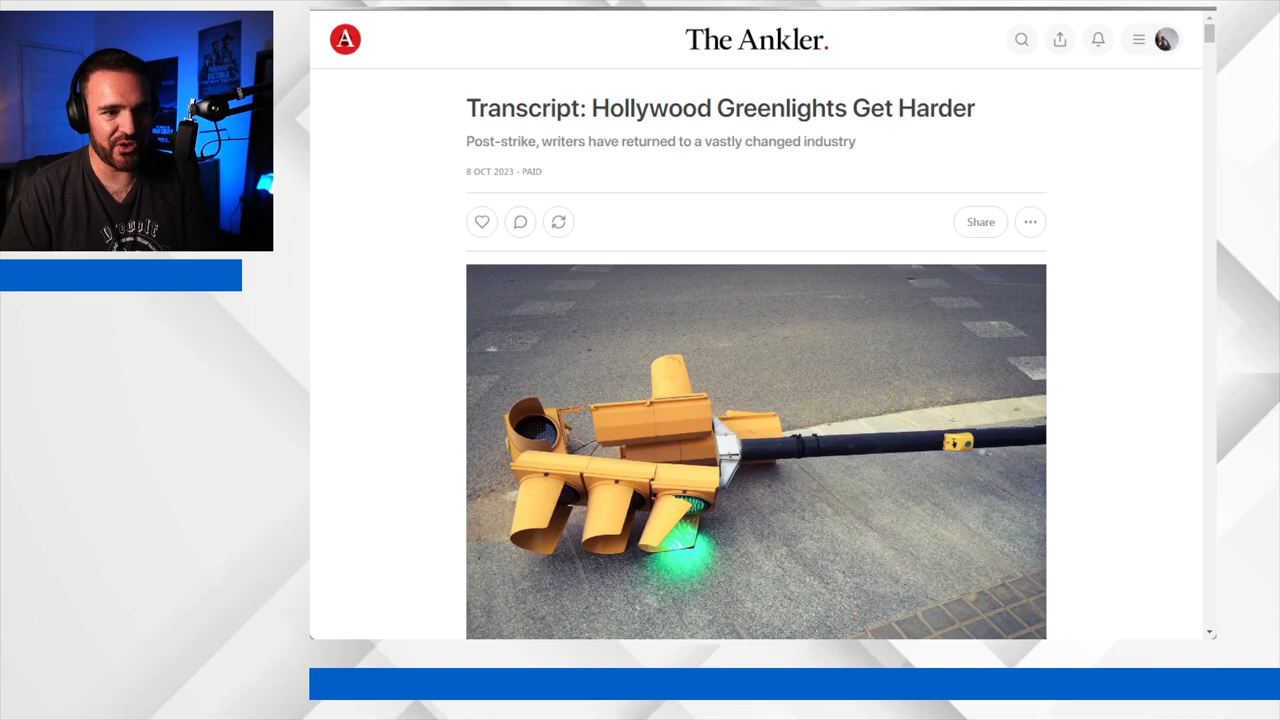 A
The Ankler.
Transcript: Hollywood Greenlights Get Harder
Post-strike, writers have returned to a vastly changed industry
8 OCT 2023 · PAID
Share